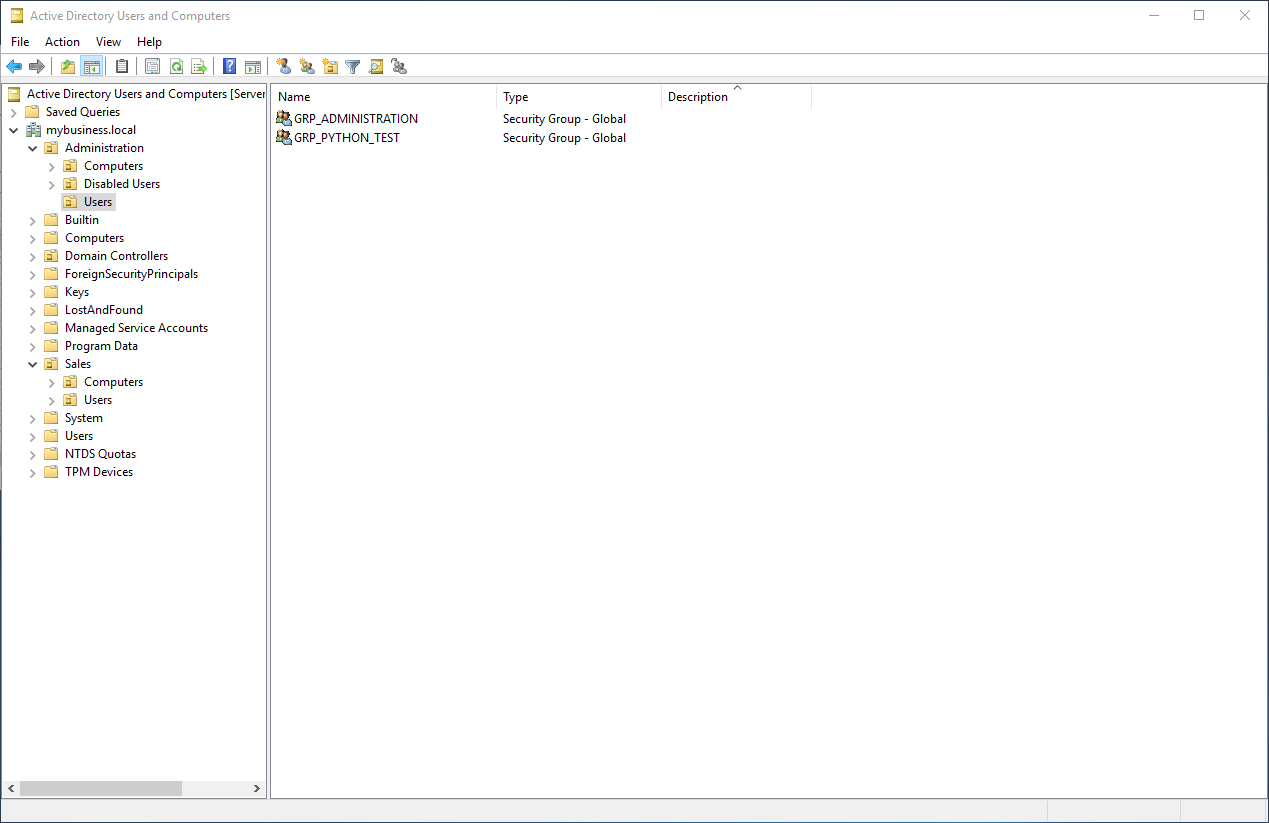 Active Directory Users and Computers
File Action View Help
Active Directory Users and Computers [Server
Saved Queries
mybusiness.local
Administration
Computers
Disabled Users
Users
Builtin
Computers
Domain Controllers
ForeignSecurityPrincipals
Keys
LostAndFound
Managed Service Accounts
Program Data
Sales
Computers
Users
System
Users
NTDS Quotas
TPM Devices
Name Type Description
GRP_ADMINISTRATION Security Group - Global
GRP_PYTHON_TEST Security Group - Global